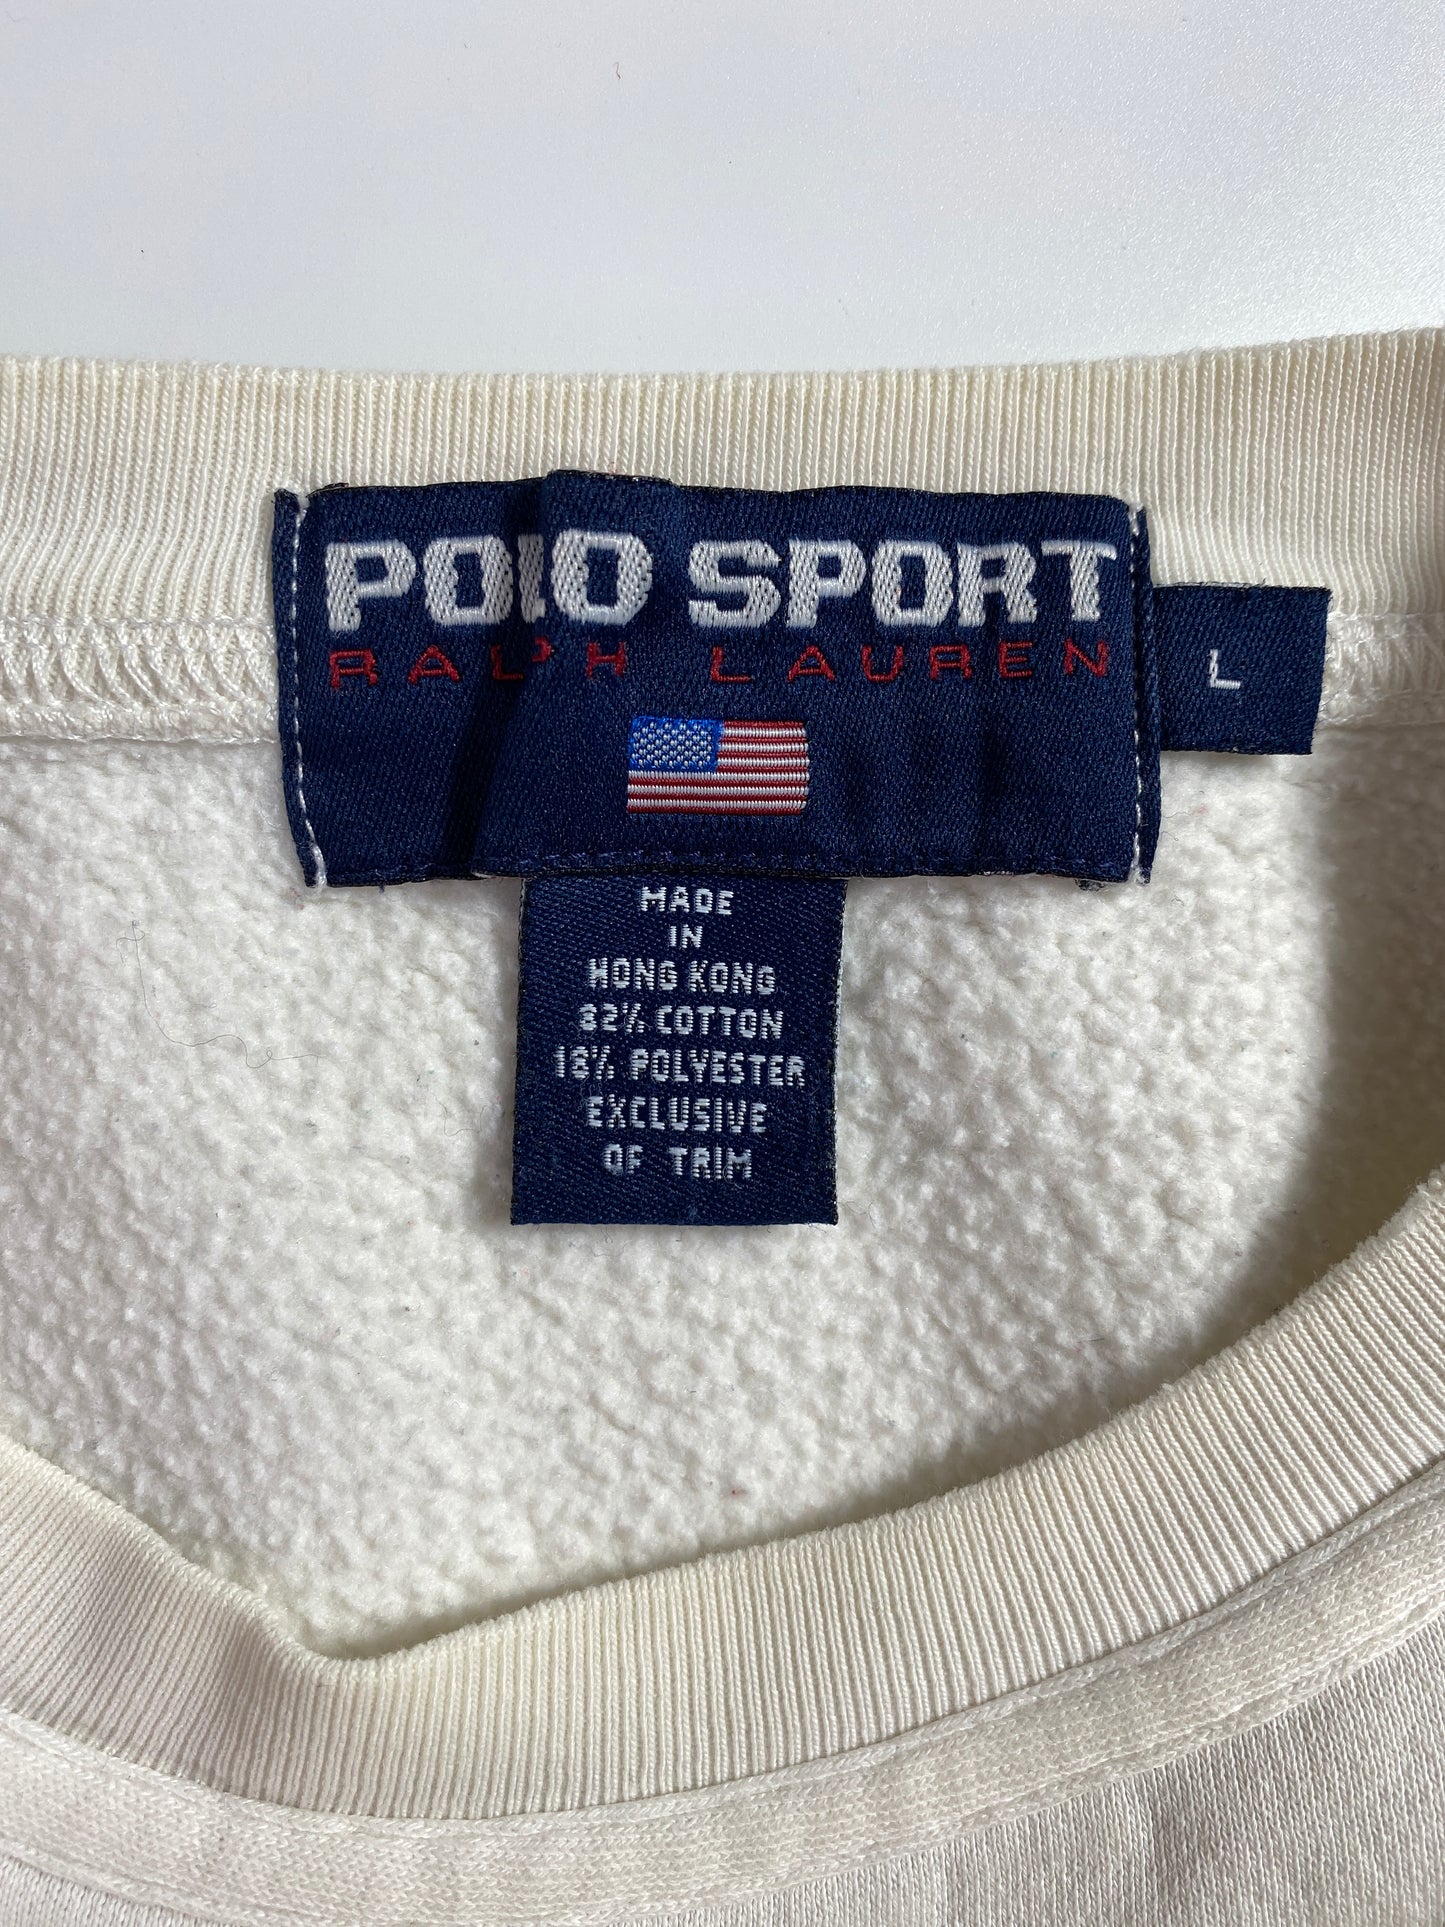 POLO SPORT
RALPH LAUREN
L
MADE
IN
HONG KONG
82% COTTON
18% POLYESTER
EXCLUSIVE
OF TRIM